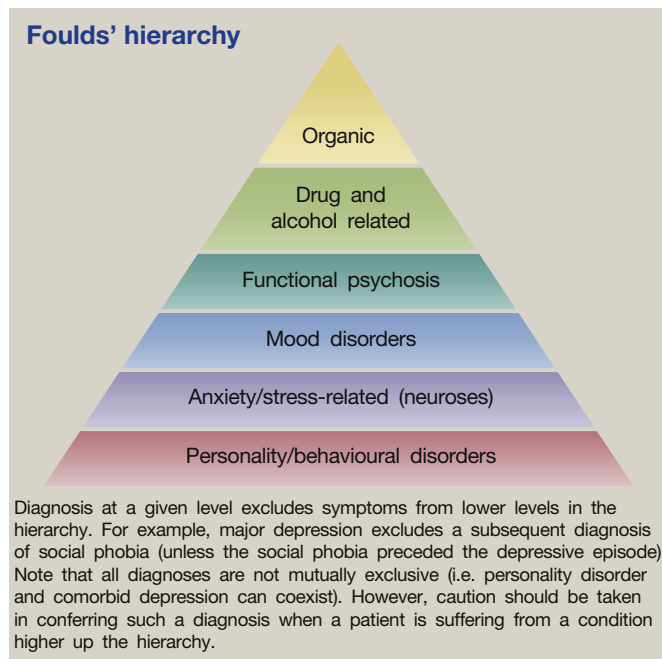 Foulds’ hierarchy
Organic
Drug and
alcohol related
Functional psychosis
Mood disorders
Anxiety/stress-related (neuroses)
Personality/behavioural disorders
Diagnosis at a given level excludes symptoms from lower levels in the
hierarchy. For example, major depression excludes a subsequent diagnosis
of social phobia (unless the social phobia preceded the depressive episode)
Note that all diagnoses are not mutually exclusive (i.e. personality disorder
and comorbid depression can coexist). However, caution should be taken
in conferring such a diagnosis when a patient is suffering from a condition
higher up the hierarchy.